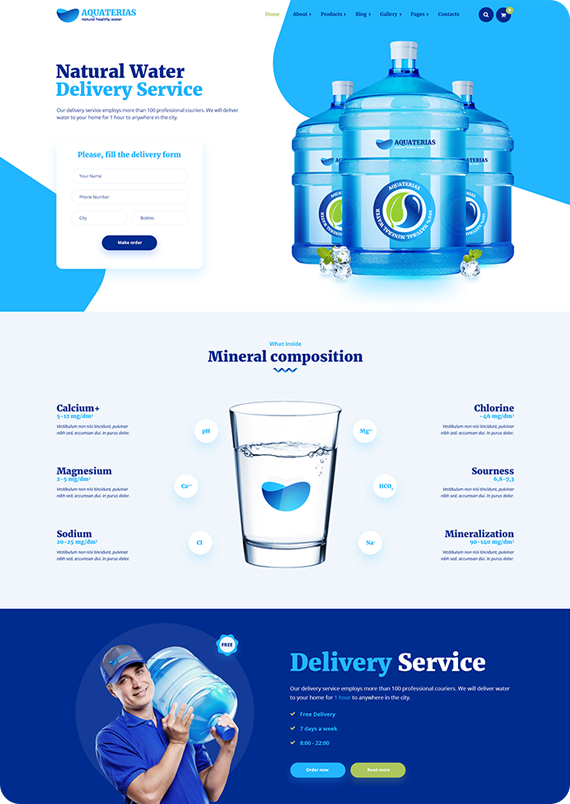 AQUATERIAS
natural healthy water
Home
About
Products
Blog
Gallery
Pages
Contacts
Natural Water
Delivery Service
Our delivery service employs more than 100 professional couriers. We will deliver
water to your home for 1 hour to anywhere in the city.
Please, fill the delivery form
Your Name
Phone Number
City
Bottles
Make order
AQUATERIAS
AQUATERIAS
100% NATURAL MINERAL WATER
What Inside
Mineral composition
Calcium+
5-12 mg/dm³
Vestibulum non nisi tincidunt, pulvinar
nibh sed, accumsan dui. In purus dolor.
Magnesium
2-5 mg/dm³
Vestibulum non nisi tincidunt, pulvinar
nibh sed, accumsan dui. In purus dolor.
Sodium
20-25 mg/dm³
Vestibulum non nisi tincidunt, pulvinar
nibh sed, accumsan dui. In purus dolor.
pH
Ca
Cl
Mg
HCO
Na
Chlorine
~46 mg/dm³
Vestibulum non nisi tincidunt, pulvinar
nibh sed, accumsan dui. In purus dolor.
Sourness
6,8-7,3
Vestibulum non nisi tincidunt, pulvinar
nibh sed, accumsan dui. In purus dolor.
Mineralization
90-140 mg/dm³
Vestibulum non nisi tincidunt, pulvinar
nibh sed, accumsan dui. In purus dolor.
FREE
Delivery Service
Our delivery service employs more than 100 professional couriers. We will deliver water
to your home for 1 hour to anywhere in the city.
Free Delivery
7 days a week
8:00 - 22:00
Order now
Read more